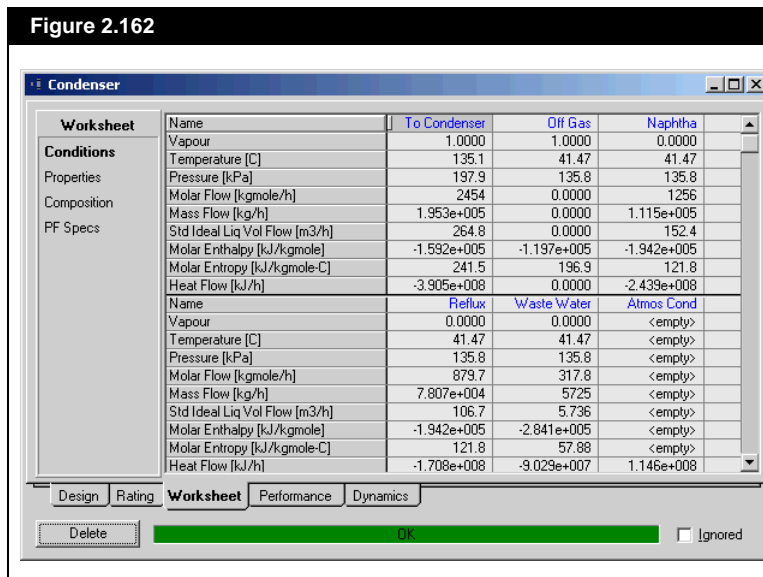 Figure 2.162
Condenser
Worksheet
Conditions
Properties
Composition
PF Specs
Name To Condenser Off Gas Naphtha
Vapour 1.0000 1.0000 0.0000
Temperature [C] 135.1 41.47 41.47
Pressure [kPa] 197.9 135.8 135.8
Molar Flow [kgmole/h] 2454 0.0000 1256
Mass Flow [kg/h] 1.953e+005 0.0000 1.115e+005
Std Ideal Liq Vol Flow [m3/h] 264.8 0.0000 152.4
Molar Enthalpy [kJ/kgmole] -1.592e+005 -1.197e+005 -1.942e+005
Molar Entropy [kJ/kgmole-C] 241.5 196.9 121.8
Heat Flow [kJ/h] -3.905e+008 0.0000 -2.439e+008
Name Reflux Waste Water Atmos Cond
Vapour 0.0000 0.0000 <empty>
Temperature [C] 41.47 41.47 <empty>
Pressure [kPa] 135.8 135.8 <empty>
Molar Flow [kgmole/h] 879.7 317.8 <empty>
Mass Flow [kg/h] 7.807e+004 5725 <empty>
Std Ideal Liq Vol Flow [m3/h] 106.7 5.736 <empty>
Molar Enthalpy [kJ/kgmole] -1.942e+005 -2.841e+005 <empty>
Molar Entropy [kJ/kgmole-C] 121.8 57.88 <empty>
Heat Flow [kJ/h] -1.708e+008 -9.029e+007 1.146e+008
Design Rating Worksheet Performance Dynamics
Delete OK Ignored